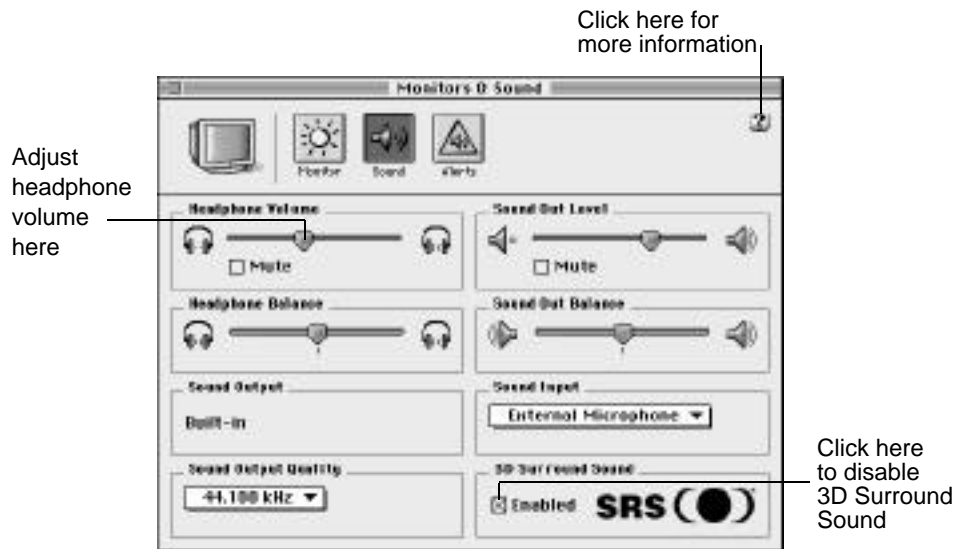 Click here for
more information
Monitors & Sound
Monitor
Sound
Alerts
Adjust
headphone
volume
here
Headphone Volume
Mute
Sound Out Level
Mute
Headphone Balance
Sound Out Balance
Sound Output
Built-in
Sound Input
External Microphone
Sound Output Quality
44.100 kHz
3D Surround Sound
Enabled
SRS
Click here
to disable
3D Surround
Sound